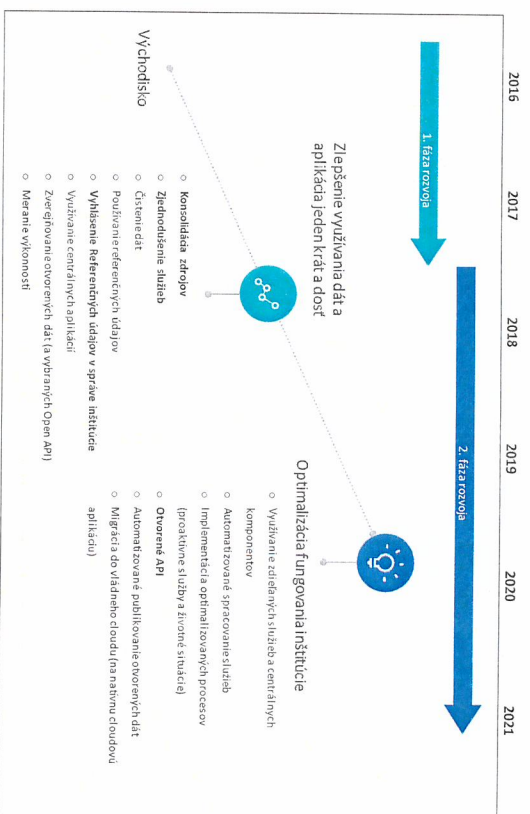 2016 2017 2018 2019 2020 2021
1. fáza rozvoja
2. fáza rozvoja
Východisko
Zlepšenie využívania dát a
aplikácia jeden krát a dosť
○ Konsolidácia zdrojov
○ Zjednodušenie služieb
○ Čistenie dát
○ Používanie referenčných údajov
○ Vyhlásenie Referenčných údajov v správe inštitúcie
○ Využívanie centrálnych aplikácií
○ Zverejňovanie otvorených dát (a vybraných Open API)
○ Meranie výkonnosti
Optimalizácia fungovania inštitúcie
○ Využívanie zdieľaných služieb a centrálnych
komponentov
○ Automatizované spracovanie služieb
○ Implementácia optimalizovaných procesov
(proaktívne služby a životné situácie)
○ Otvorené API
○ Automatizované publikovanie otvorených dát
○ Migrácia do vládneho cloudu (na natívnu cloudovú
aplikáciu)